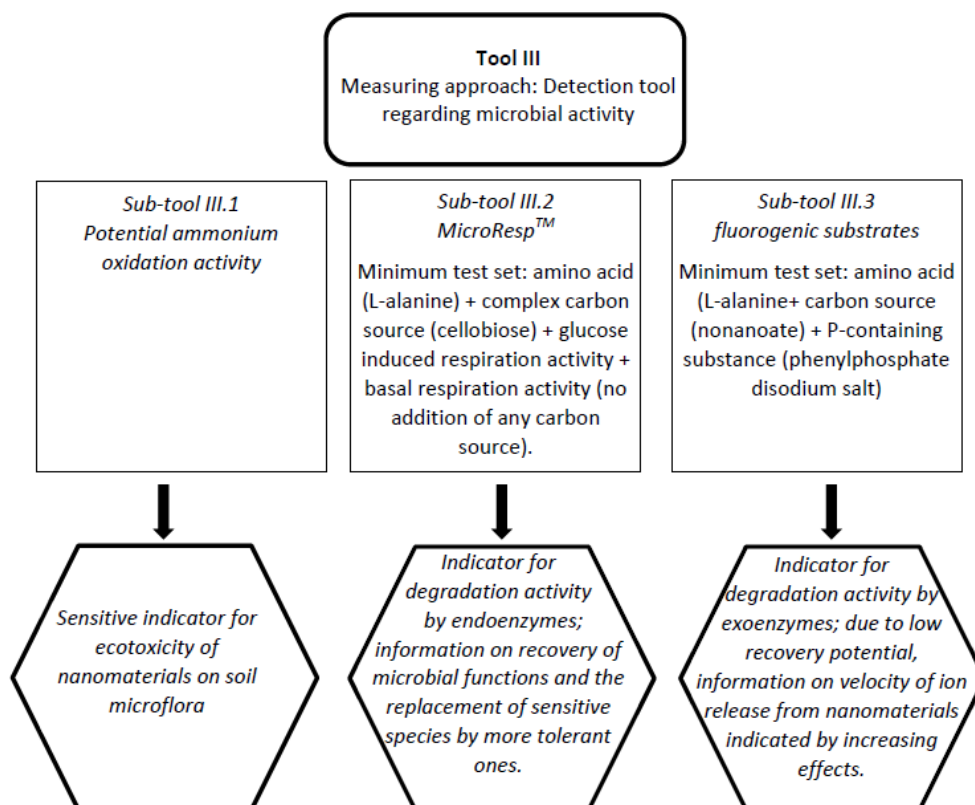 Tool III
Measuring approach: Detection tool
regarding microbial activity
Sub-tool III.1
Potential ammonium
oxidation activity
Sub-tool III.2
MicroResp™
Minimum test set: amino acid
(L-alanine) + complex carbon
source (cellobiose) + glucose
induced respiration activity +
basal respiration activity (no
addition of any carbon
source).
Sub-tool III.3
fluorogenic substrates
Minimum test set: amino acid
(L-alanine+ carbon source
(nonanoate) + P-containing
substance (phenylphosphate
disodium salt)
Sensitive indicator for
ecotoxicity of
nanomaterials on soil
microflora
Indicator for
degradation activity
by endoenzymes;
information on recovery of
microbial functions and the
replacement of sensitive
species by more tolerant
ones.
Indicator for
degradation activity by
exoenzymes; due to low
recovery potential,
information on velocity of ion
release from nanomaterials
indicated by increasing
effects.